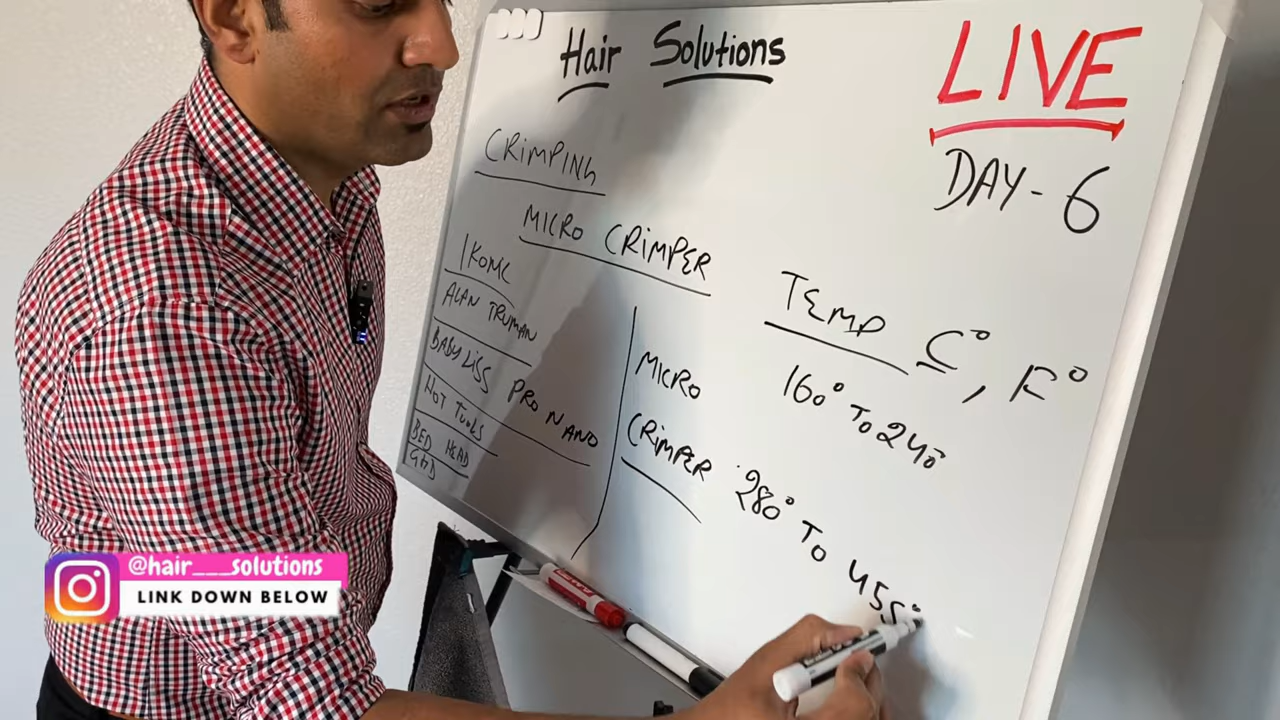 Hair Solutions
LIVE
DAY-6
CRIMPING
MICRO CRIMPER
IKONIC
ALAN TRUMAN
BABYLISS PRO NANO
HOT TOOLS
BED HEAD
GHD
MICRO
CRIMPER
TEMP C°, F°
160° TO 240°
280° TO 455°
@hair___solutions
LINK DOWN BELOW